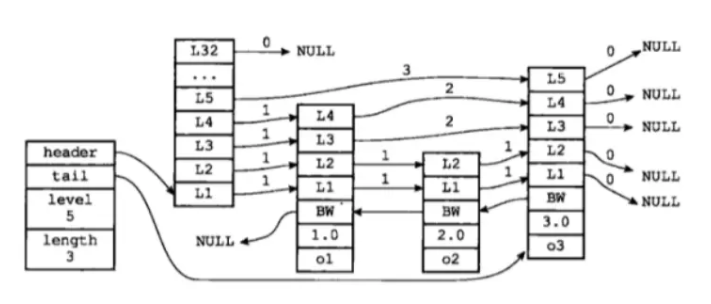 header
tail
level
5
length
3
L32
...
L5
L4
L3
L2
L1
0
NULL
3
1
1
1
1
L4
L3
L2
L1
BW
1.0
o1
NULL
2
2
1
1
L2
L1
BW
2.0
o2
1
1
L5
L4
L3
L2
L1
BW
3.0
o3
0
NULL
0
NULL
0
NULL
0
NULL
0
NULL